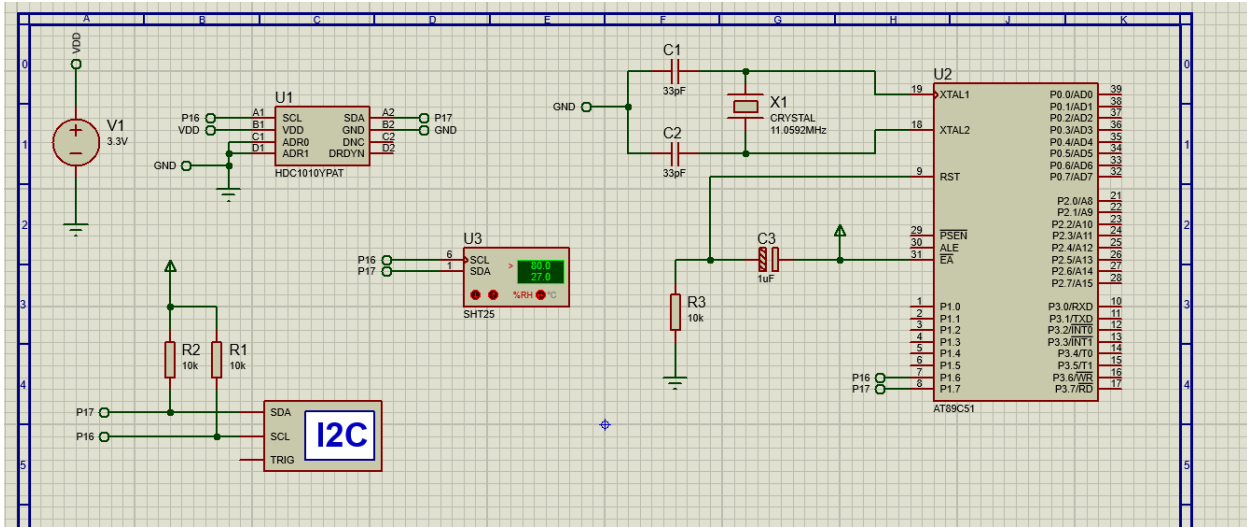 A B C D E F G H J K
0
1
2
3
4
5
0
1
2
3
4
5
VDD
V1
3.3V
U1
P16 A1 SCL SDA A2 P17
VDD B1 VDD GND B2 GND
C1 ADR0 DNC C2
GND D1 ADR1 DRDYN D2
HDC1010YPAT
U3
P16 6 SCL
P17 1 SDA
> 80.0
27.0
%RH °C
SHT25
R2
10k
R1
10k
P17 SDA
P16 SCL
TRIG
I2C
GND
C1
33pF
C2
33pF
X1
CRYSTAL
11.0592MHz
C3
1uF
R3
10k
U2
19 XTAL1
18 XTAL2
9 RST
29 PSEN
30 ALE
31 EA
1 P1.0
2 P1.1
3 P1.2
4 P1.3
5 P1.4
6 P1.5
P16 7 P1.6
P17 8 P1.7
P0.0/AD0 39
P0.1/AD1 38
P0.2/AD2 37
P0.3/AD3 36
P0.4/AD4 35
P0.5/AD5 34
P0.6/AD6 33
P0.7/AD7 32
P2.0/A8 21
P2.1/A9 22
P2.2/A10 23
P2.3/A11 24
P2.4/A12 25
P2.5/A13 26
P2.6/A14 27
P2.7/A15 28
P3.0/RXD 10
P3.1/TXD 11
P3.2/INT0 12
P3.3/INT1 13
P3.4/T0 14
P3.5/T1 15
P3.6/WR 16
P3.7/RD 17
AT89C51